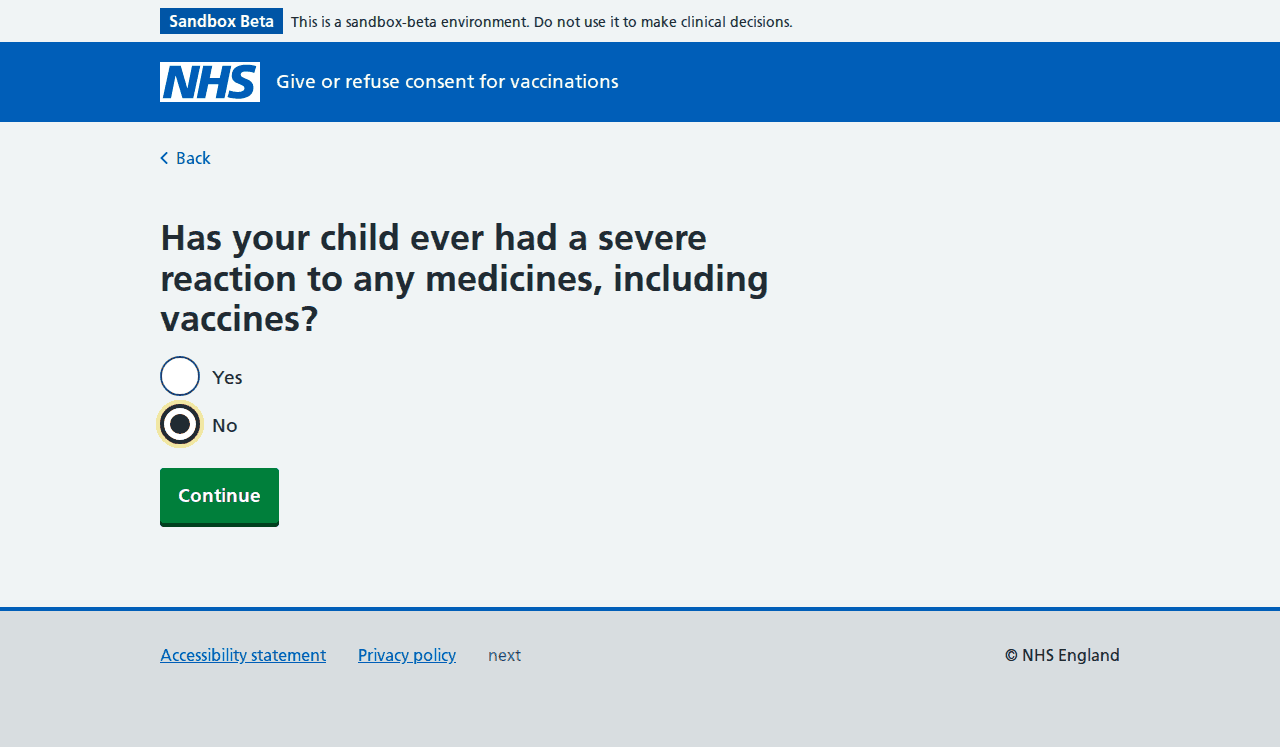 Sandbox Beta This is a sandbox-beta environment. Do not use it to make clinical decisions.
NHS Give or refuse consent for vaccinations
Back
Has your child ever had a severe
reaction to any medicines, including
vaccines?
Yes
No
Continue
Accessibility statement Privacy policy next © NHS England